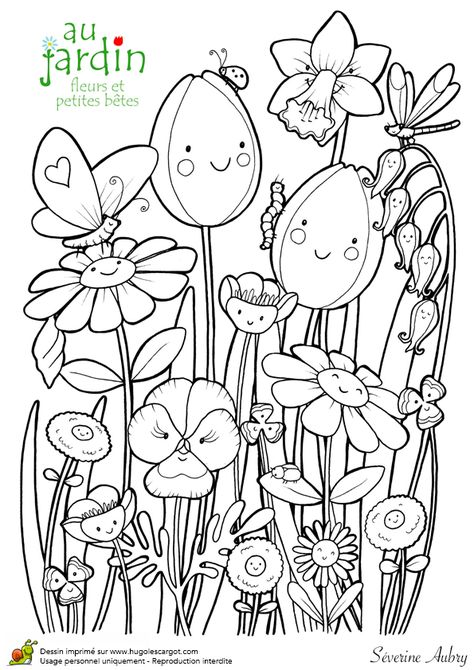 au
jardin
fleurs et
petites bêtes
Dessin imprimé sur www.hugolescargot.com
Usage personnel uniquement - Reproduction interdite
Séverine Aubry